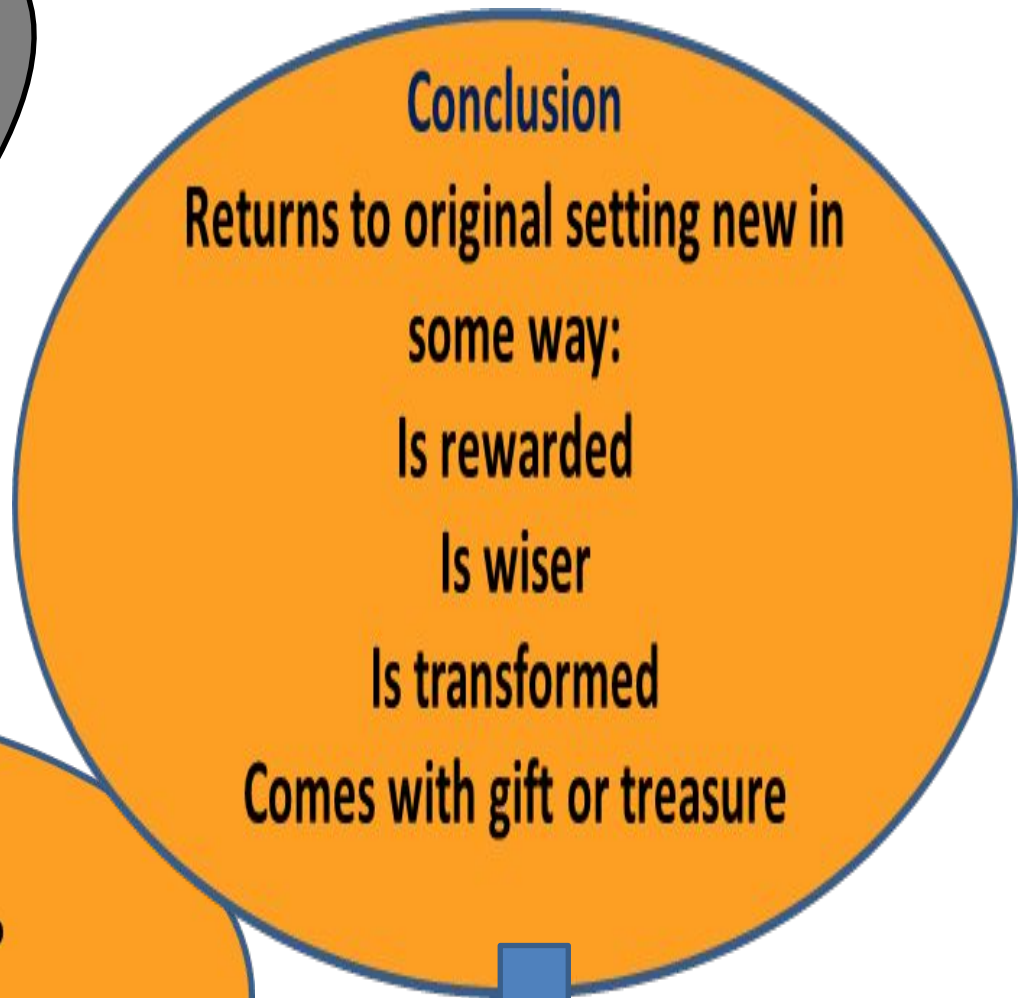 Conclusion
Returns to original setting new in
some way:
Is rewarded
Is wiser
Is transformed
Comes with gift or treasure